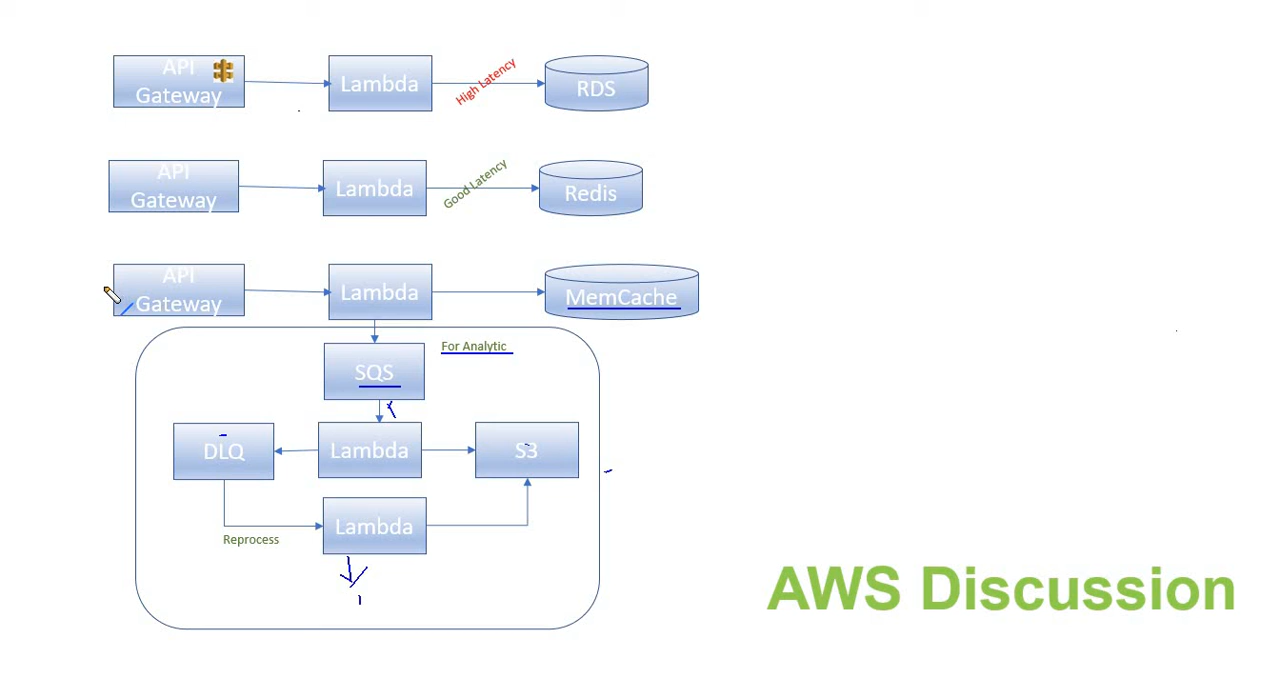 API
Gateway
Lambda
High Latency
RDS
API
Gateway
Lambda
Good Latency
Redis
API
Gateway
Lambda
MemCache
For Analytic
SQS
DLQ
Lambda
S3
Reprocess
Lambda
AWS Discussion